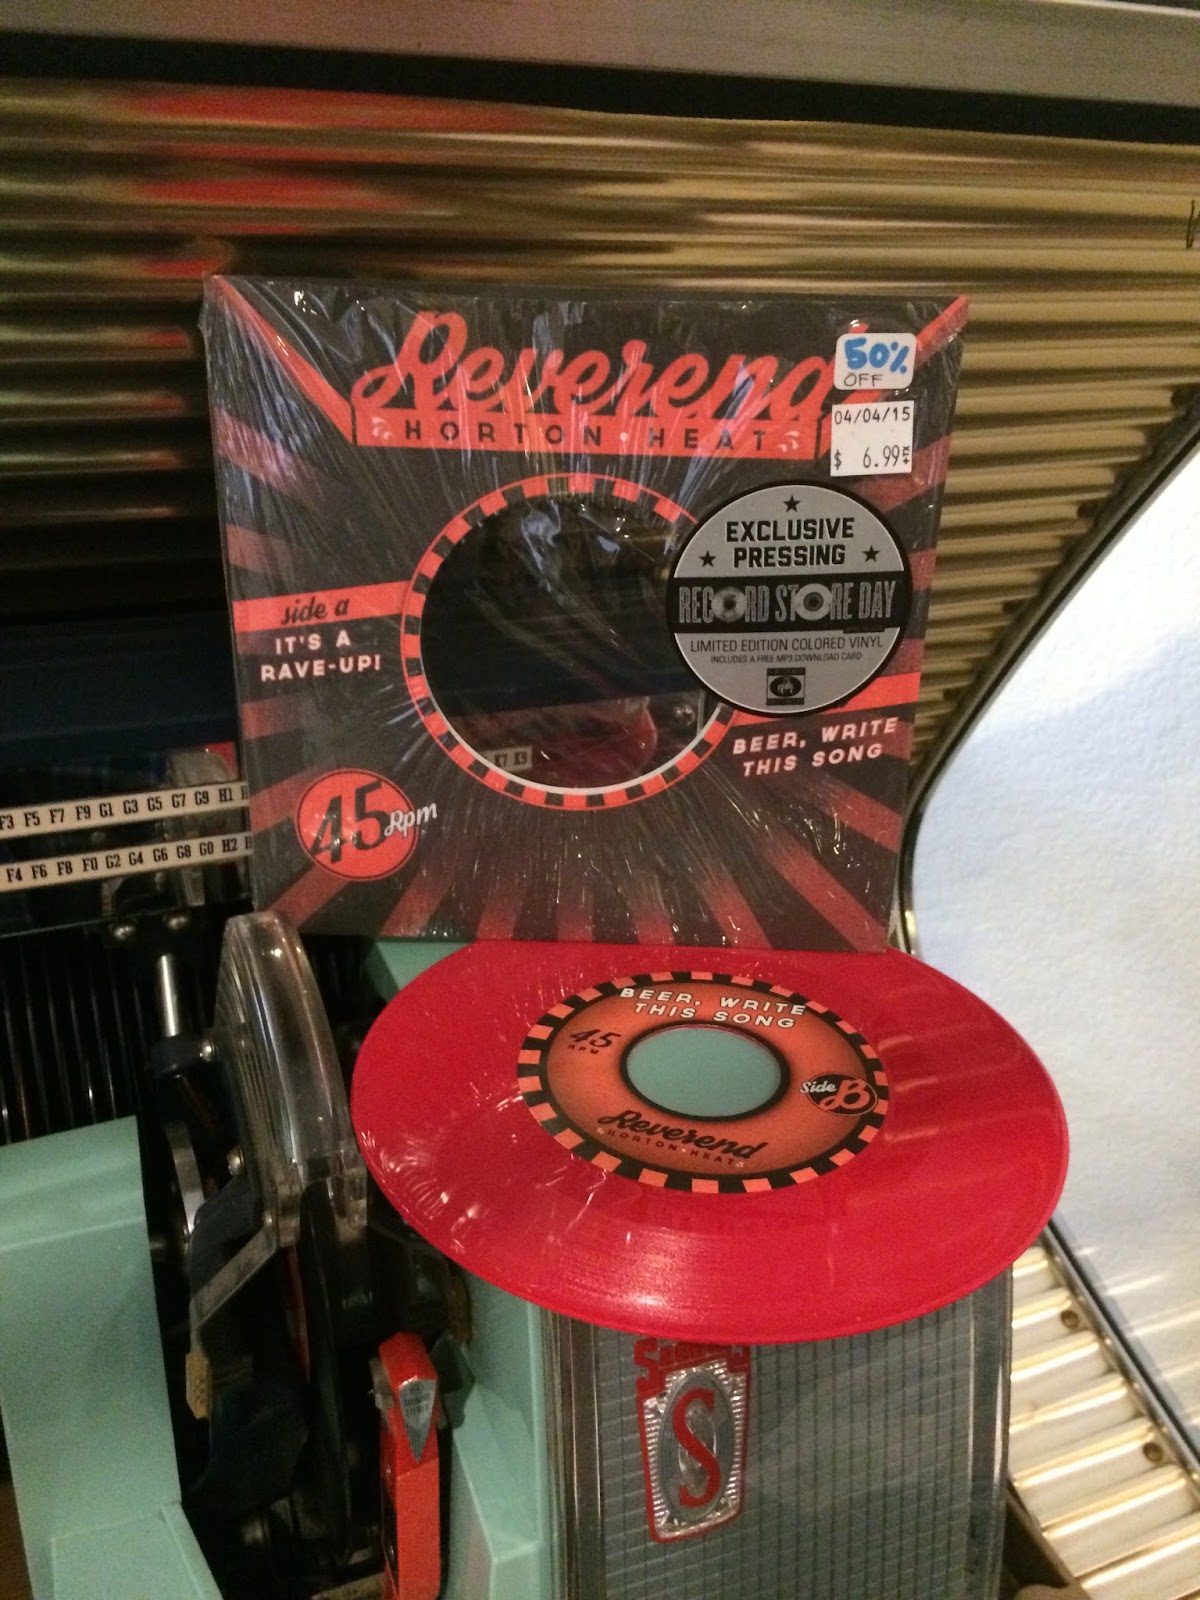 Reverend
HORTON HEAT
50%
OFF
04/04/15
$ 6.99
EXCLUSIVE
PRESSING
RECORD STORE DAY
LIMITED EDITION COLORED VINYL
INCLUDES A FREE MP3 DOWNLOAD CARD
side a
IT'S A
RAVE-UP!
BEER, WRITE
THIS SONG
45 Rpm
K7 K9
F3 F5 F7 F9 G1 G3 G5 G7 G9 H1
F4 F6 F8 F0 G2 G4 G6 G8 G0 H2
BEER, WRITE
THIS SONG
45
RPM
Side B
Reverend
HORTON HEAT
S